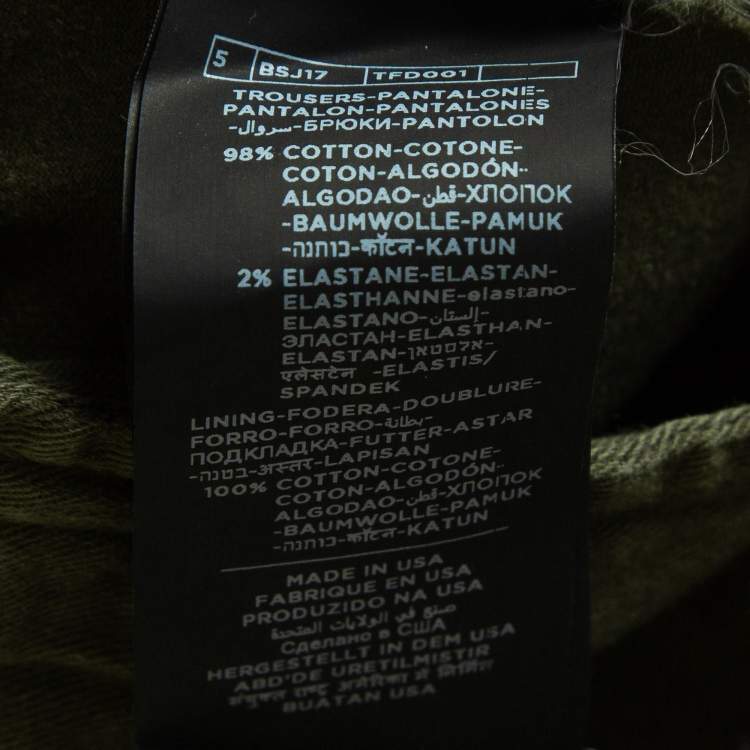 5 BSJ17 TFD001
TROUSERS-PANTALONE-
PANTALON-PANTALONES
-سروال-БРЮКИ-PANTOLON
98% COTTON-COTONE-
COTON-ALGODÓN-
ALGODAO-قطن-ХЛОПОК
-BAUMWOLLE-PAMUK
-כותנה-कॉटन-KATUN
2% ELASTANE-ELASTAN-
ELASTHANNE-elastano-
ELASTANO-إلستان-
ЭЛАСТАН-ELASTHAN-
ELASTAN-אלסטאן-
एलेसटेन -ELASTIS/
SPANDEK
LINING-FODERA-DOUBLURE-
FORRO-FORRO-بطانة-
ПОДКЛАДКА-FUTTER-ASTAR
-בטנה-अस्तर-LAPISAN
100% COTTON-COTONE-
COTON-ALGODÓN-
ALGODAO-قطن-ХЛОПОК
-BAUMWOLLE-PAMUK
-כותנה-कॉटन-KATUN
MADE IN USA
FABRIQUE EN USA
PRODUZIDO NA USA
صنع في الولايات المتحدة
Сделано в США
HERGESTELLT IN DEM USA
ABD'DE URETILMISTIR
संयुक्त राष्ट्र अमेरिका में निर्मित
BUATAN USA